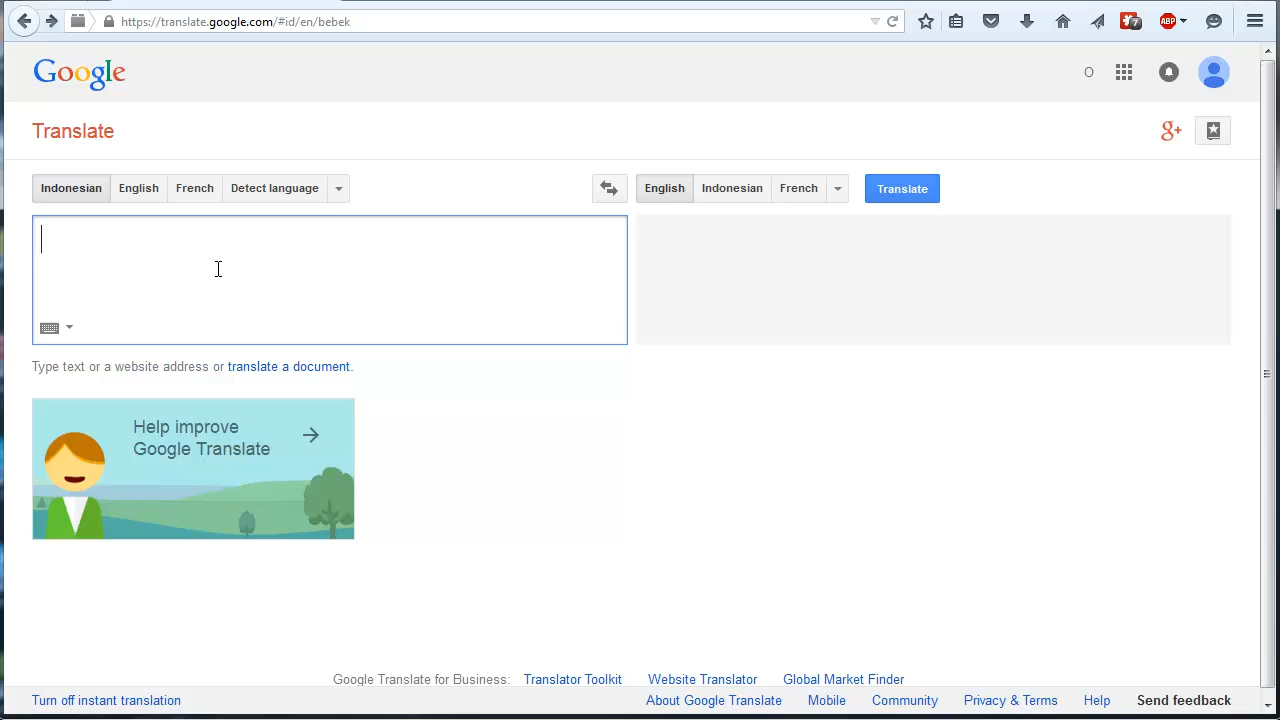 https://translate.google.com/#id/en/bebek
7
ABP
Google
O
Translate
g+
Indonesian English French Detect language
English Indonesian French
Translate
Type text or a website address or translate a document.
Help improve
Google Translate
Google Translate for Business: Translator Toolkit Website Translator Global Market Finder
Turn off instant translation
About Google Translate Mobile Community Privacy & Terms Help Send feedback